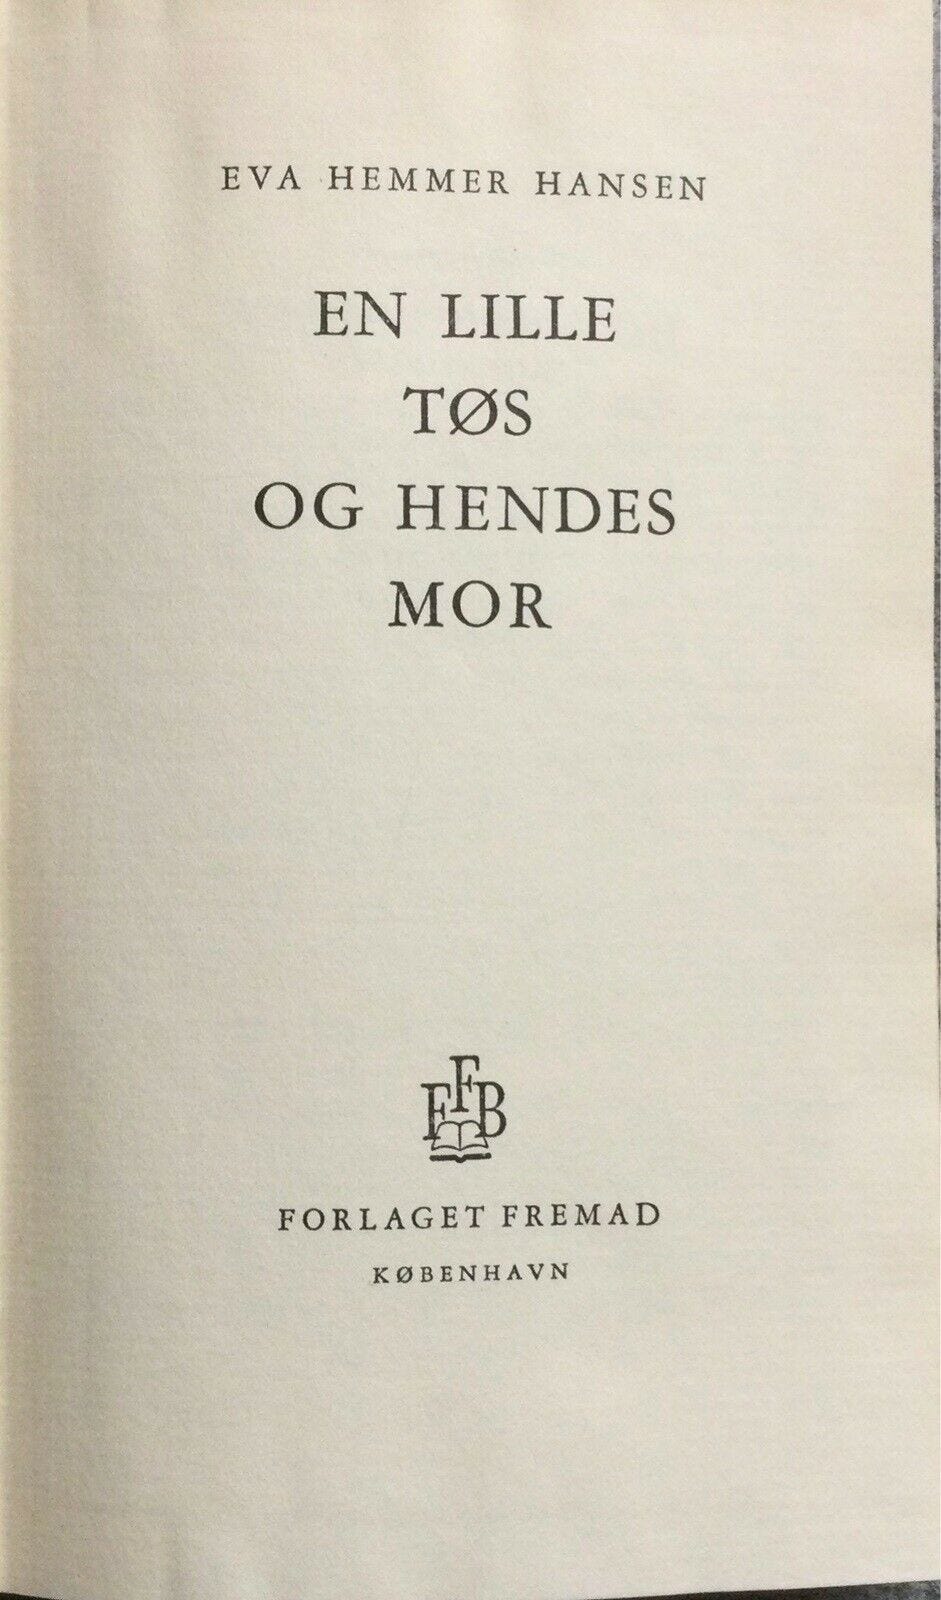 EVA HEMMER HANSEN
EN LILLE
TØS
OG HENDES
MOR
FFB
FORLAGET FREMAD
KØBENHAVN